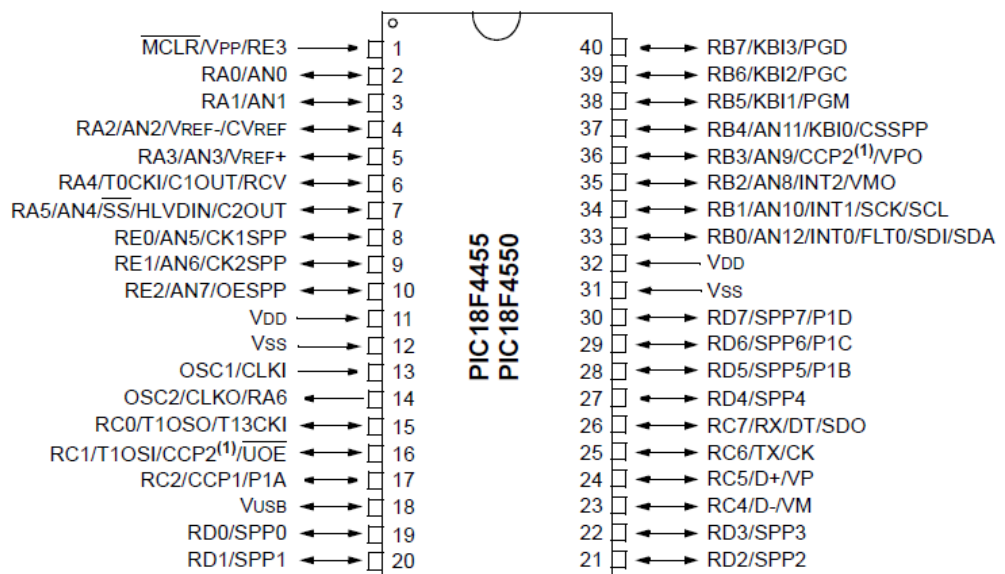 MCLR/VPP/RE3
RA0/AN0
RA1/AN1
RA2/AN2/VREF-/CVREF
RA3/AN3/VREF+
RA4/T0CKI/C1OUT/RCV
RA5/AN4/SS/HLVDIN/C2OUT
RE0/AN5/CK1SPP
RE1/AN6/CK2SPP
RE2/AN7/OESPP
VDD
VSS
OSC1/CLKI
OSC2/CLKO/RA6
RC0/T1OSO/T13CKI
RC1/T1OSI/CCP2(1)/UOE
RC2/CCP1/P1A
VUSB
RD0/SPP0
RD1/SPP1
1
2
3
4
5
6
7
8
9
10
11
12
13
14
15
16
17
18
19
20
PIC18F4455
PIC18F4550
40
39
38
37
36
35
34
33
32
31
30
29
28
27
26
25
24
23
22
21
RB7/KBI3/PGD
RB6/KBI2/PGC
RB5/KBI1/PGM
RB4/AN11/KBI0/CSSPP
RB3/AN9/CCP2(1)/VPO
RB2/AN8/INT2/VMO
RB1/AN10/INT1/SCK/SCL
RB0/AN12/INT0/FLT0/SDI/SDA
VDD
VSS
RD7/SPP7/P1D
RD6/SPP6/P1C
RD5/SPP5/P1B
RD4/SPP4
RC7/RX/DT/SDO
RC6/TX/CK
RC5/D+/VP
RC4/D-/VM
RD3/SPP3
RD2/SPP2